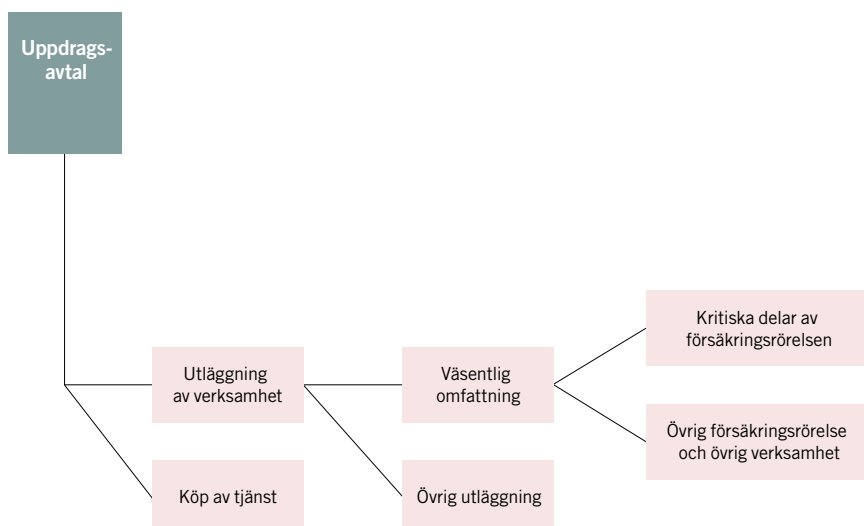 Uppdrags-
avtal
Kritiska delar av
försäkringsrörelsen
Utläggning
av verksamhet
Väsentlig
omfattning
Övrig försäkringsrörelse
och övrig verksamhet
Köp av tjänst
Övrig utläggning